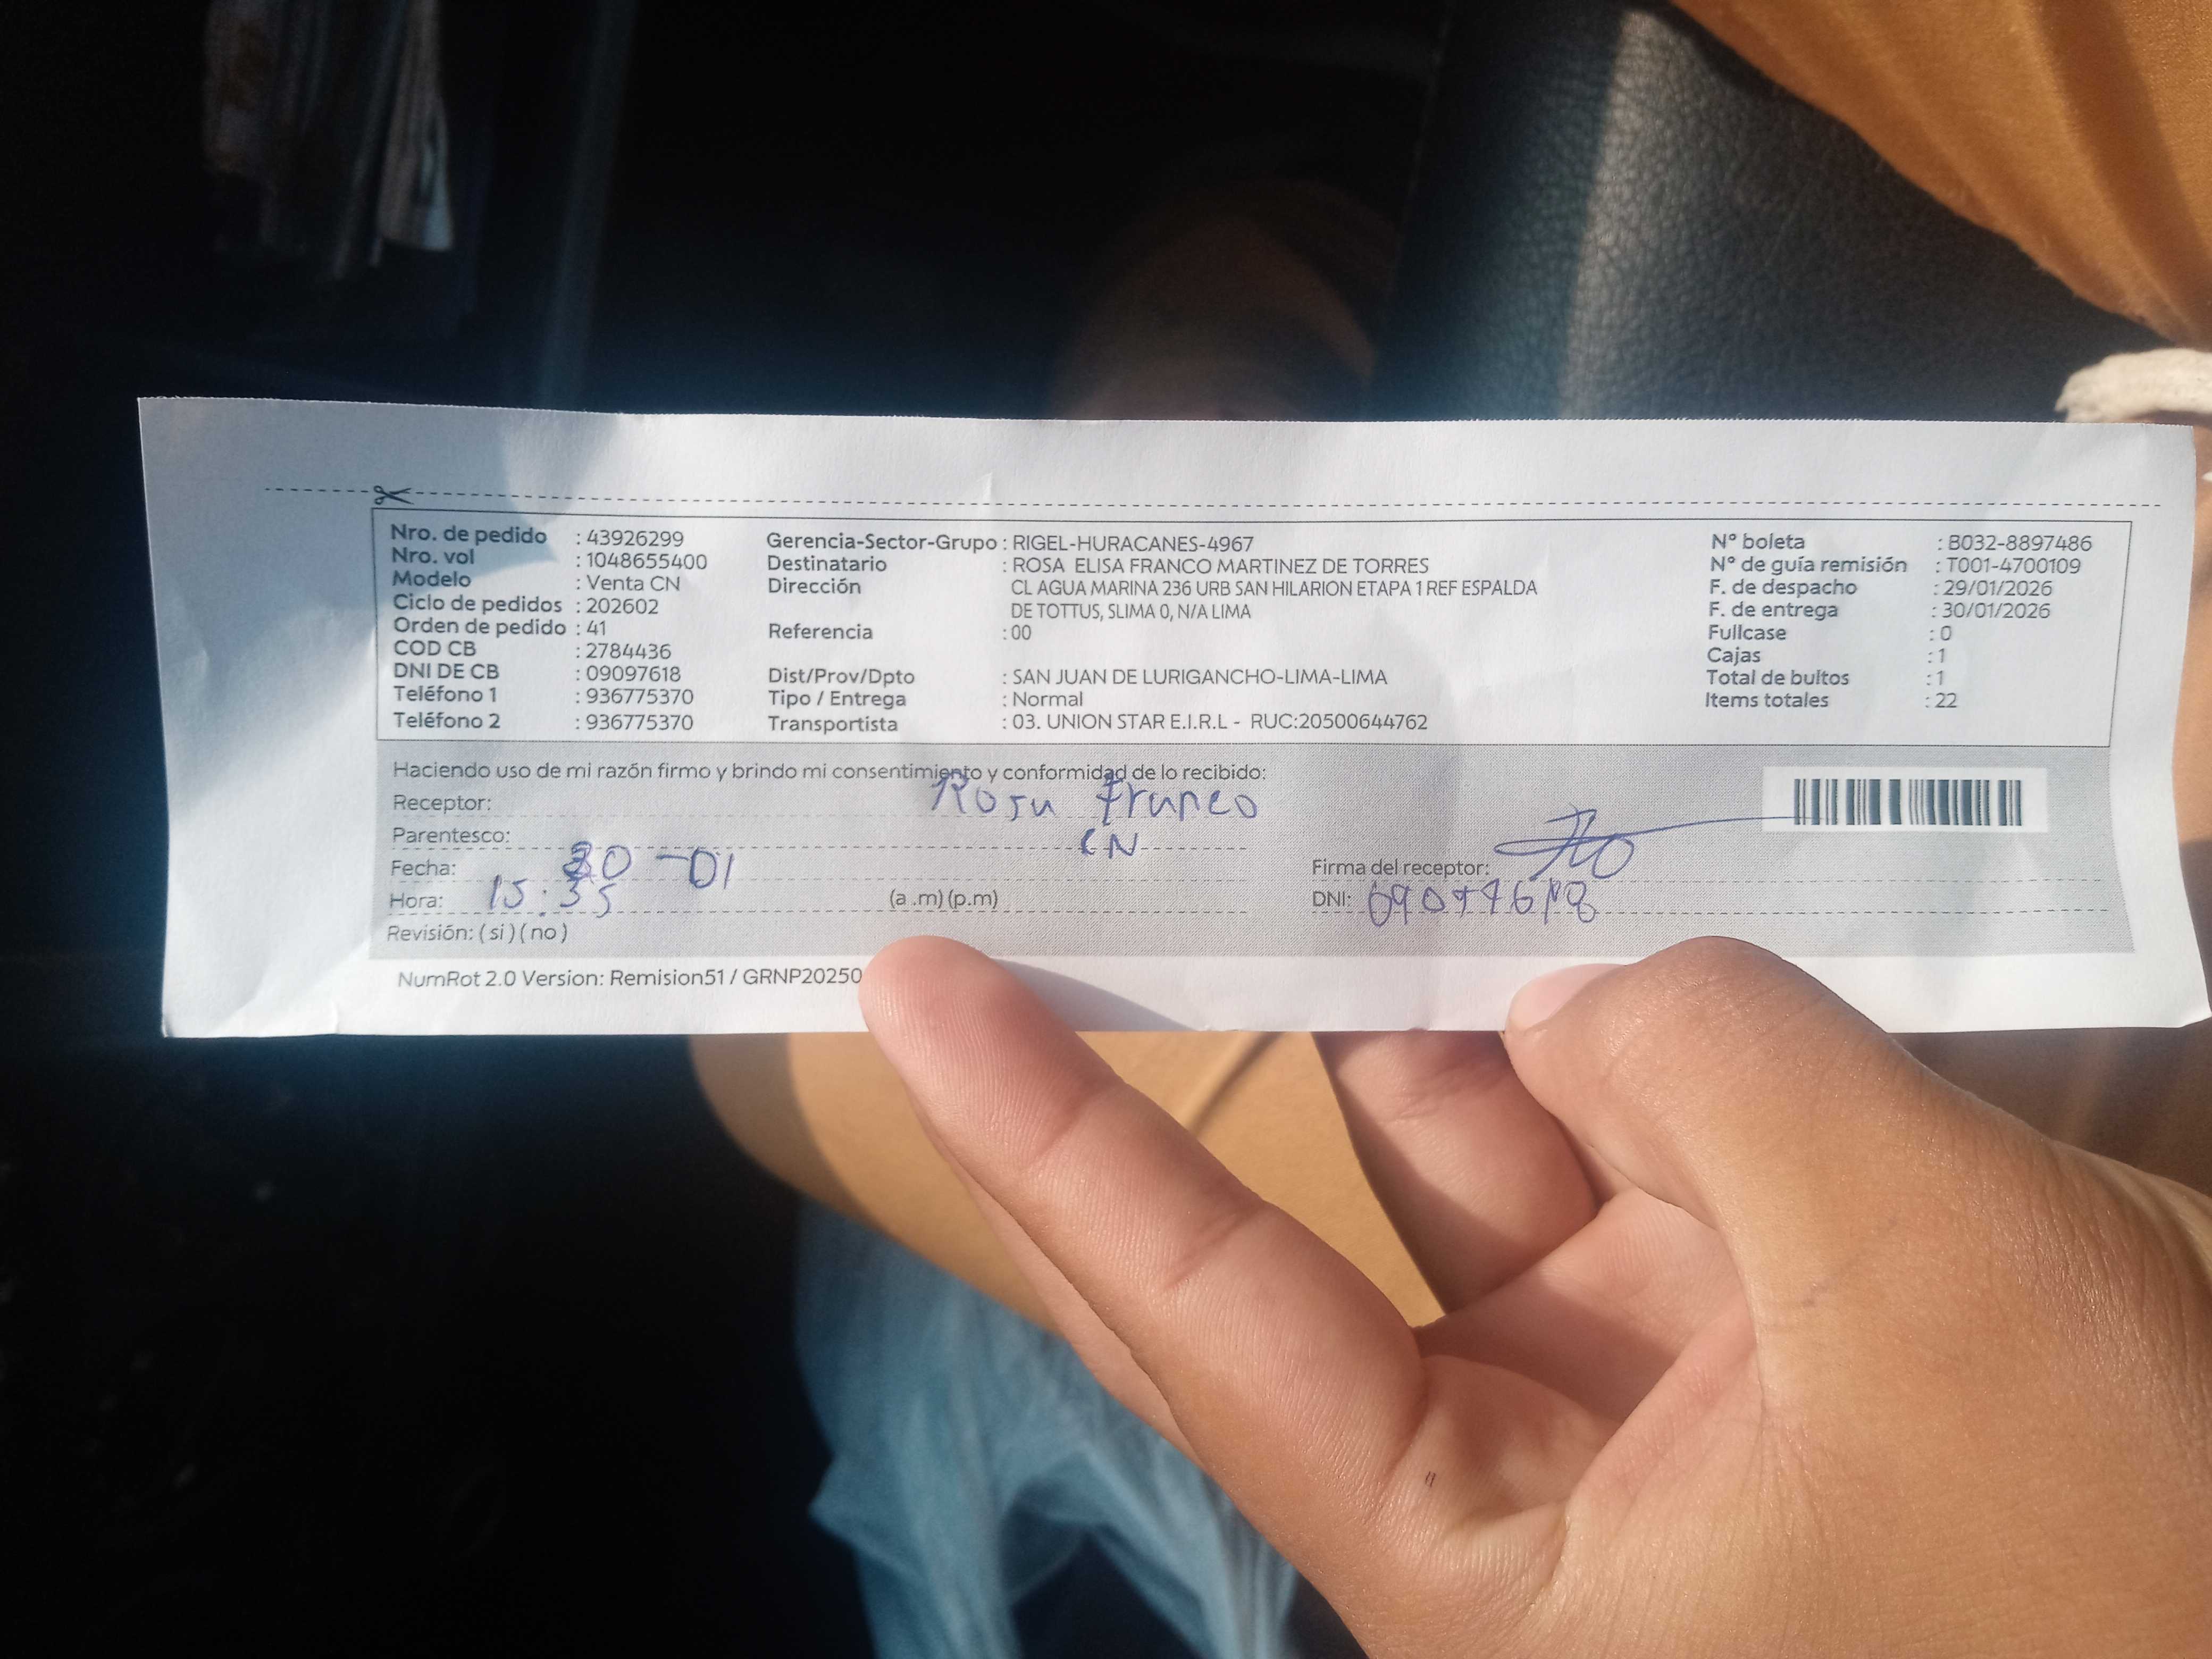 Nro. de pedido : 43926299
Nro. vol : 1048655400
Modelo : Venta CN
Ciclo de pedidos : 202602
Orden de pedido : 41
COD CB : 2784436
DNI DE CB : 09097618
Teléfono 1 : 936775370
Teléfono 2 : 936775370
Gerencia-Sector-Grupo : RIGEL-HURACANES-4967
Destinatario : ROSA ELISA FRANCO MARTINEZ DE TORRES
Dirección CL AGUA MARINA 236 URB SAN HILARION ETAPA 1 REF ESPALDA
DE TOTTUS, SLIMA 0, N/A LIMA
Referencia : 00
Dist/Prov/Dpto : SAN JUAN DE LURIGANCHO-LIMA-LIMA
Tipo / Entrega : Normal
Transportista : 03. UNION STAR E.I.R.L - RUC:20500644762
N° boleta : B032-8897486
N° de guía remisión : T001-4700109
F. de despacho : 29/01/2026
F. de entrega : 30/01/2026
Fullcase : 0
Cajas : 1
Total de bultos : 1
Items totales : 22
Haciendo uso de mi razón firmo y brindo mi consentimiento y conformidad de lo recibido:
Receptor: Rosa Franco
Parentesco: CN
Fecha: 30-01
Hora: 15:35 (a .m) (p.m)
Revisión: ( si ) ( no )
Firma del receptor:
DNI:
NumRot 2.0 Version: Remision51 / GRNP20250